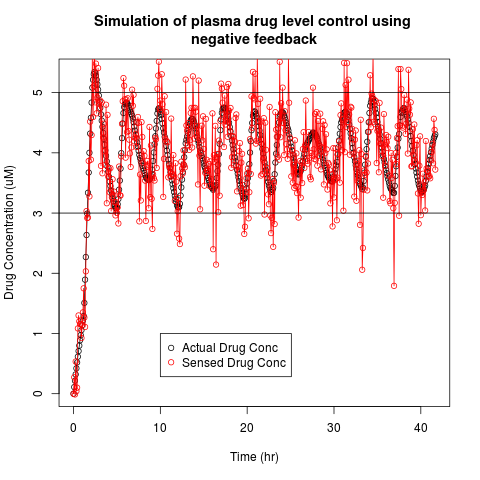 Simulation of plasma drug level control using
negative feedback
Drug Concentration (uM)
5
4
3
2
1
0
Actual Drug Conc
Sensed Drug Conc
0 10 20 30 40
Time (hr)